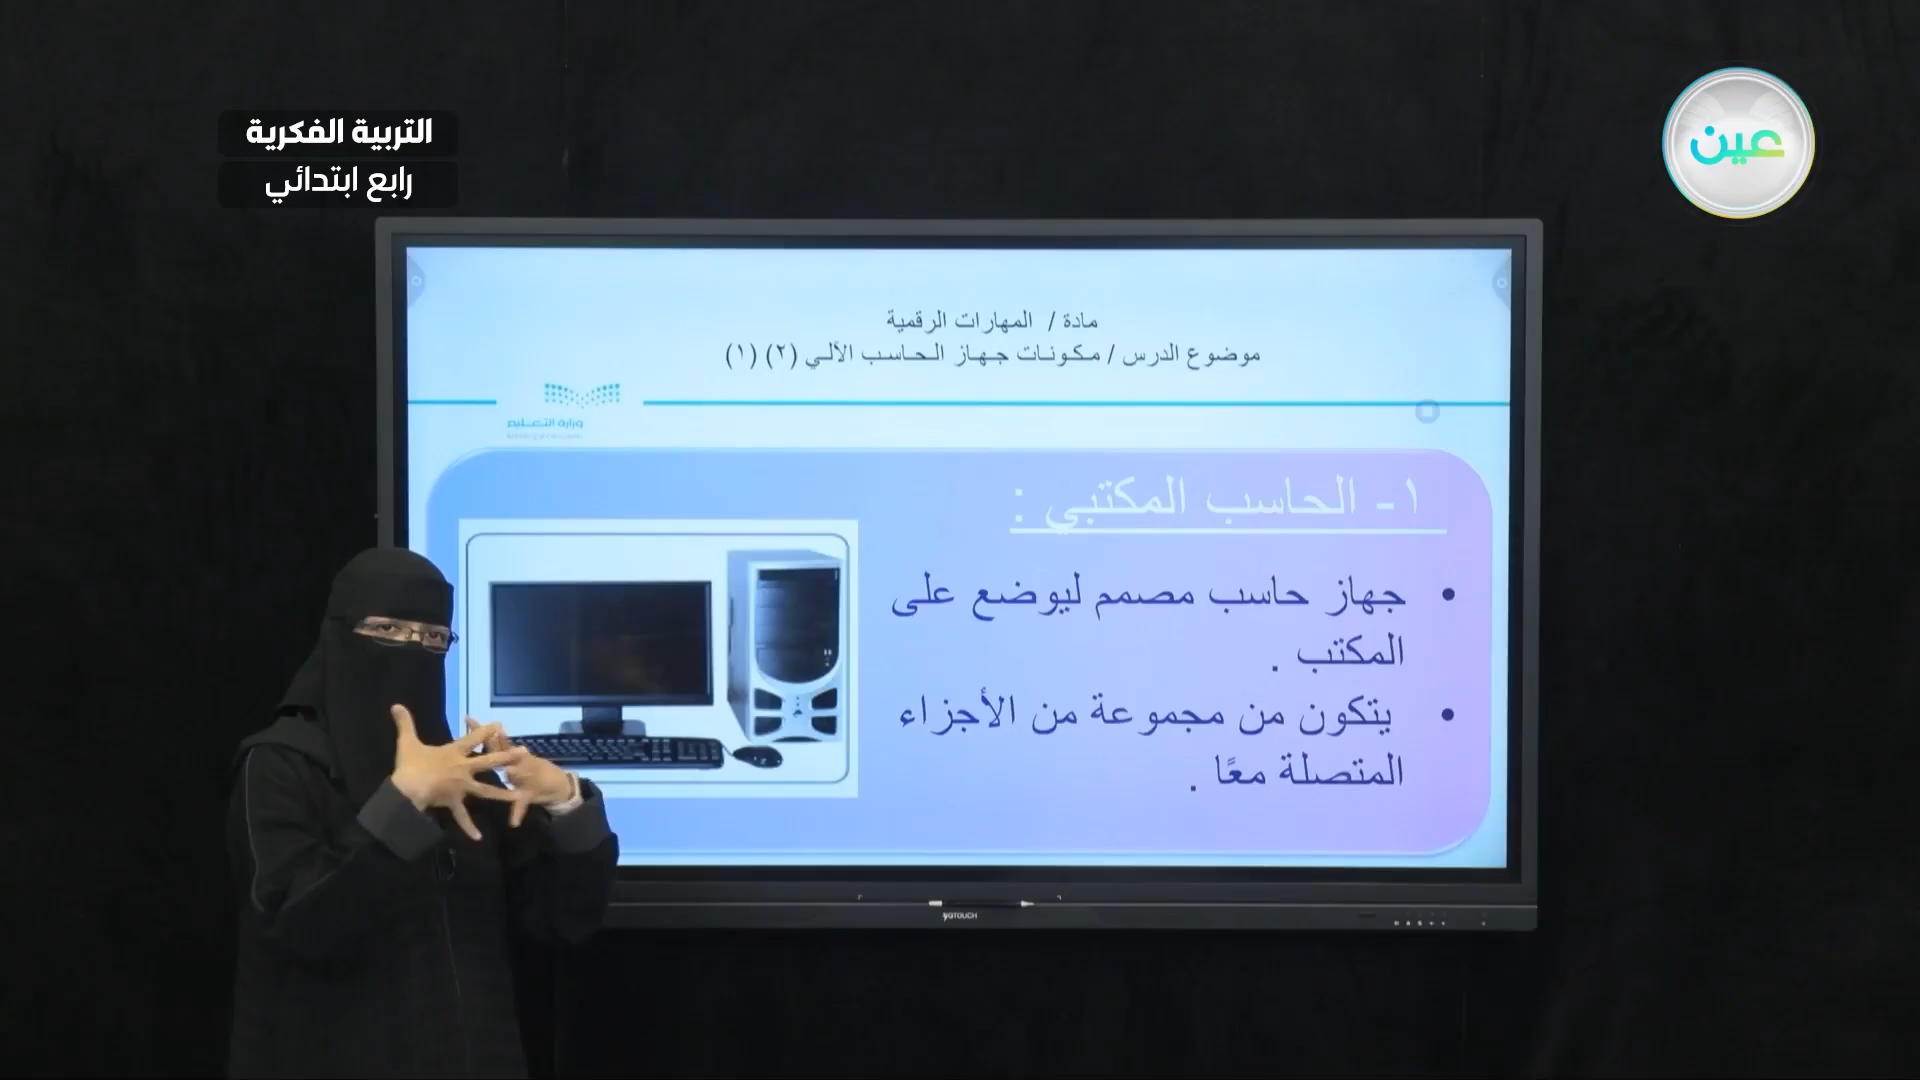 التربية الفكرية
رابع ابتدائي
عين
مادة / المهارات الرقمية
موضوع الدرس / مكونات جهاز الحاسب الألي (٢) (١)
وزارة التعليم
١- الحاسب المكتبي :
• جهاز حاسب مصمم ليوضع على
المكتب .
• يتكون من مجموعة من الأجزاء
المتصلة معًا .